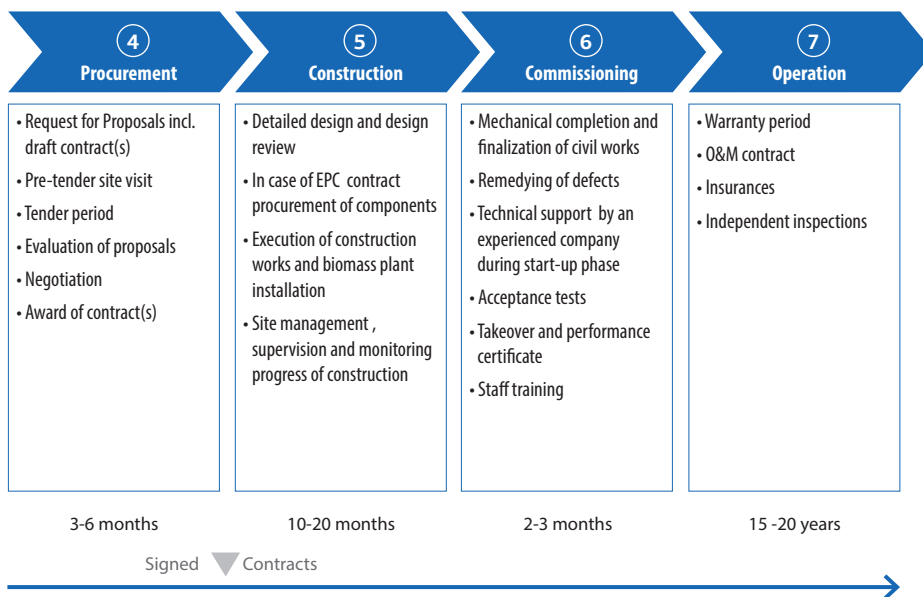 4
Procurement
• Request for Proposals incl.
draft contract(s)
• Pre-tender site visit
• Tender period
• Evaluation of proposals
• Negotiation
• Award of contract(s)
3-6 months
5
Construction
• Detailed design and design
review
• In case of EPC contract
procurement of components
• Execution of construction
works and biomass plant
installation
• Site management ,
supervision and monitoring
progress of construction
10-20 months
6
Commissioning
• Mechanical completion and
finalization of civil works
• Remedying of defects
• Technical support by an
experienced company
during start-up phase
• Acceptance tests
• Takeover and performance
certificate
• Staff training
2-3 months
7
Operation
• Warranty period
• O&M contract
• Insurances
• Independent inspections
15 -20 years
Signed Contracts